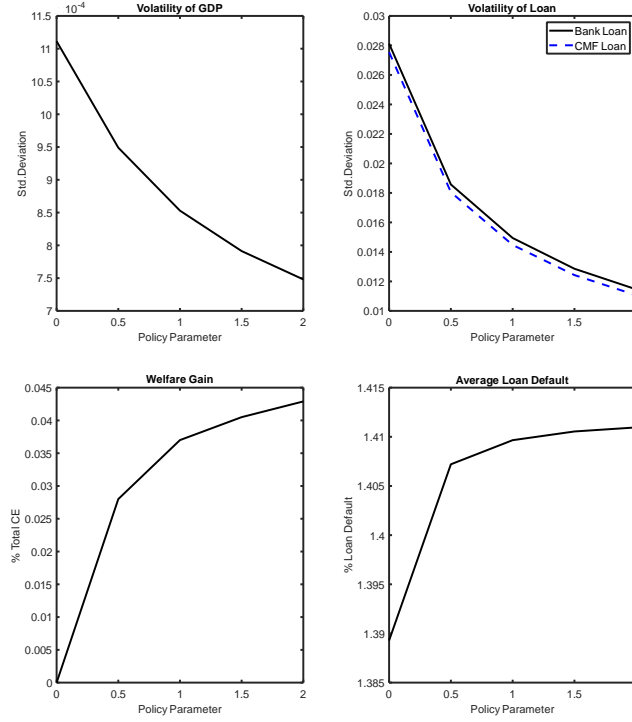 Volatility of GDP
10⁻⁴
11.5
11
10.5
10
9.5
9
8.5
8
7.5
7
Std.Deviation
0 0.5 1 1.5 2
Policy Parameter
Volatility of Loan
Bank Loan
CMF Loan
0.03
0.028
0.026
0.024
0.022
0.02
0.018
0.016
0.014
0.012
0.01
Std.Deviation
0 0.5 1 1.5
Policy Parameter
Welfare Gain
0.045
0.04
0.035
0.03
0.025
0.02
0.015
0.01
0.005
0
% Total CE
0 0.5 1 1.5 2
Policy Parameter
Average Loan Default
1.415
1.41
1.405
1.4
1.395
1.39
1.385
% Loan Default
0 0.5 1 1.5
Policy Parameter